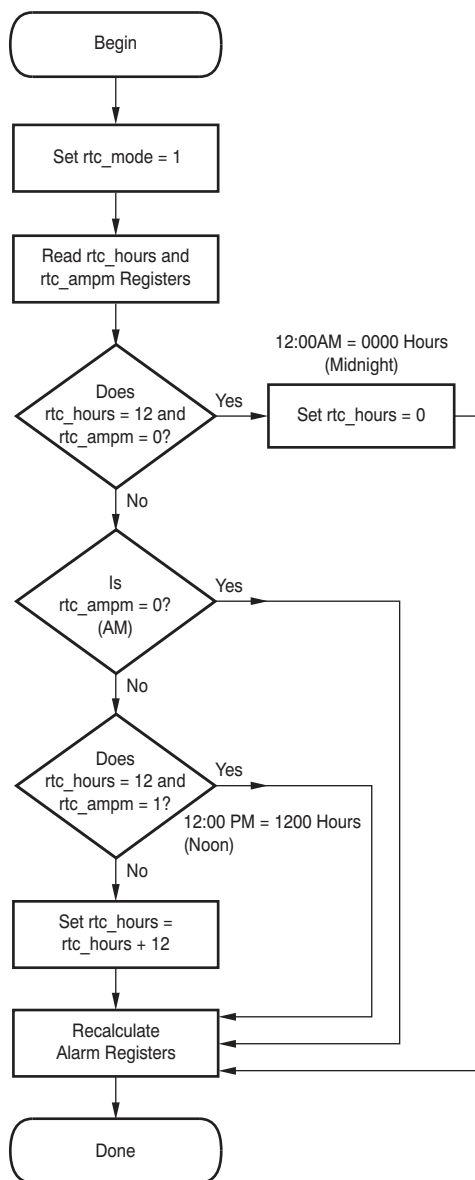 Begin
Set rtc_mode = 1
Read rtc_hours and
rtc_ampm Registers
12:00AM = 0000 Hours
(Midnight)
Does
rtc_hours = 12 and
rtc_ampm = 0?
Yes
Set rtc_hours = 0
No
Is
rtc_ampm = 0?
(AM)
Yes
No
Does
rtc_hours = 12 and
rtc_ampm = 1?
Yes
12:00 PM = 1200 Hours
(Noon)
No
Set rtc_hours =
rtc_hours + 12
Recalculate
Alarm Registers
Done